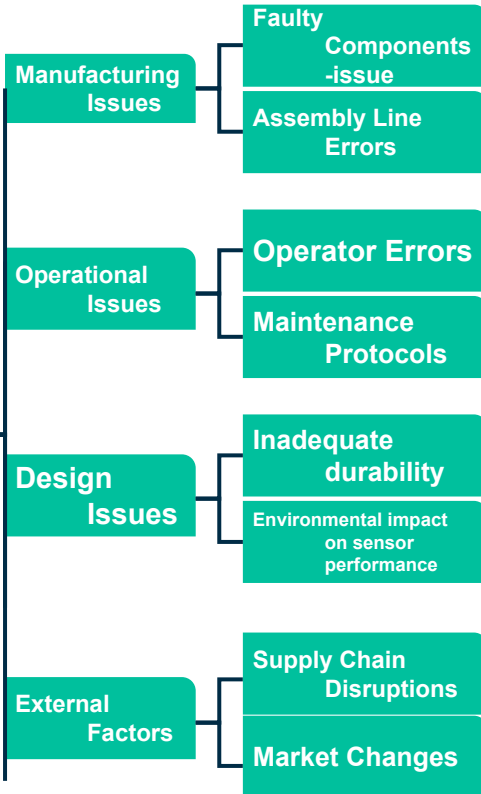 Faulty
Components
-issue
Manufacturing
Issues
Assembly Line
Errors
Operator Errors
Operational
Issues
Maintenance
Protocols
Inadequate
durability
Design
Issues
Environmental impact
on sensor
performance
Supply Chain
Disruptions
External
Factors
Market Changes